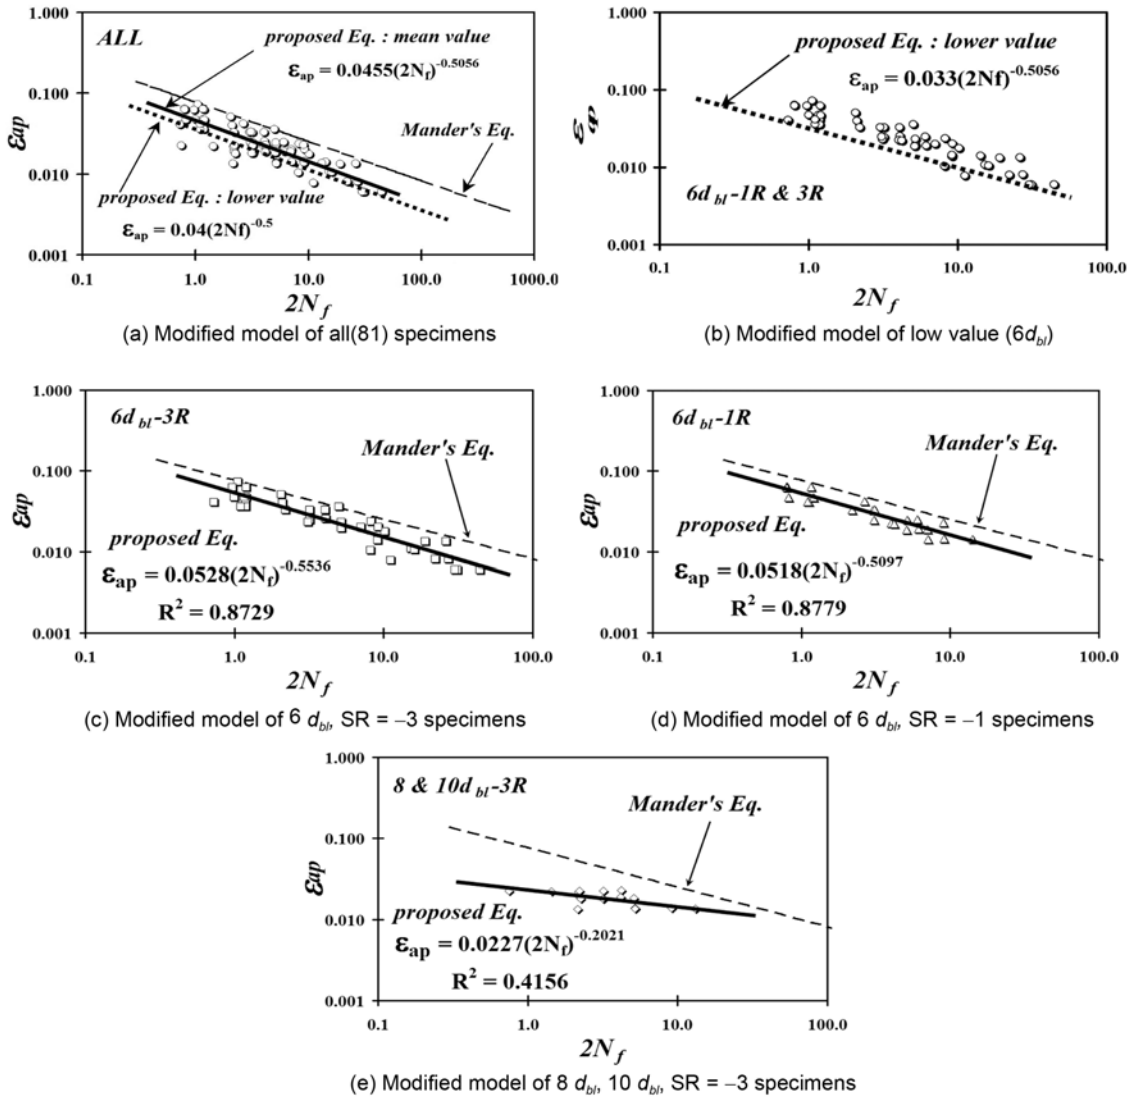 1.000
0.100
0.010
0.001
εap
ALL
proposed Eq. : mean value
εap = 0.0455(2Nf)-0.5056
Mander's Eq.
proposed Eq. : lower value
εap = 0.04(2Nf)-0.5
0.1 1.0 10.0 100.0 1000.0
2Nf
(a) Modified model of all(81) specimens
1.000
0.100
0.010
0.001
εap
proposed Eq. : lower value
εap = 0.033(2Nf)-0.5056
6d bl-1R & 3R
0.1 1.0 10.0 100.0
2Nf
(b) Modified model of low value (6dbl)
1.000
0.100
0.010
0.001
εap
6d bl-3R
Mander's Eq.
proposed Eq.
εap = 0.0528(2Nf)-0.5536
R2 = 0.8729
0.1 1.0 10.0 100.0
2Nf
(c) Modified model of 6 dbl, SR = −3 specimens
1.000
0.100
0.010
0.001
εap
6d bl-1R
Mander's Eq.
proposed Eq.
εap = 0.0518(2Nf)-0.5097
R2 = 0.8779
0.1 1.0 10.0 100.0
2Nf
(d) Modified model of 6 dbl, SR = −1 specimens
1.000
0.100
0.010
0.001
εap
8 & 10d bl-3R
Mander's Eq.
proposed Eq.
εap = 0.0227(2Nf)-0.2021
R2 = 0.4156
0.1 1.0 10.0 100.0
2Nf
(e) Modified model of 8 dbl, 10 dbl, SR = −3 specimens